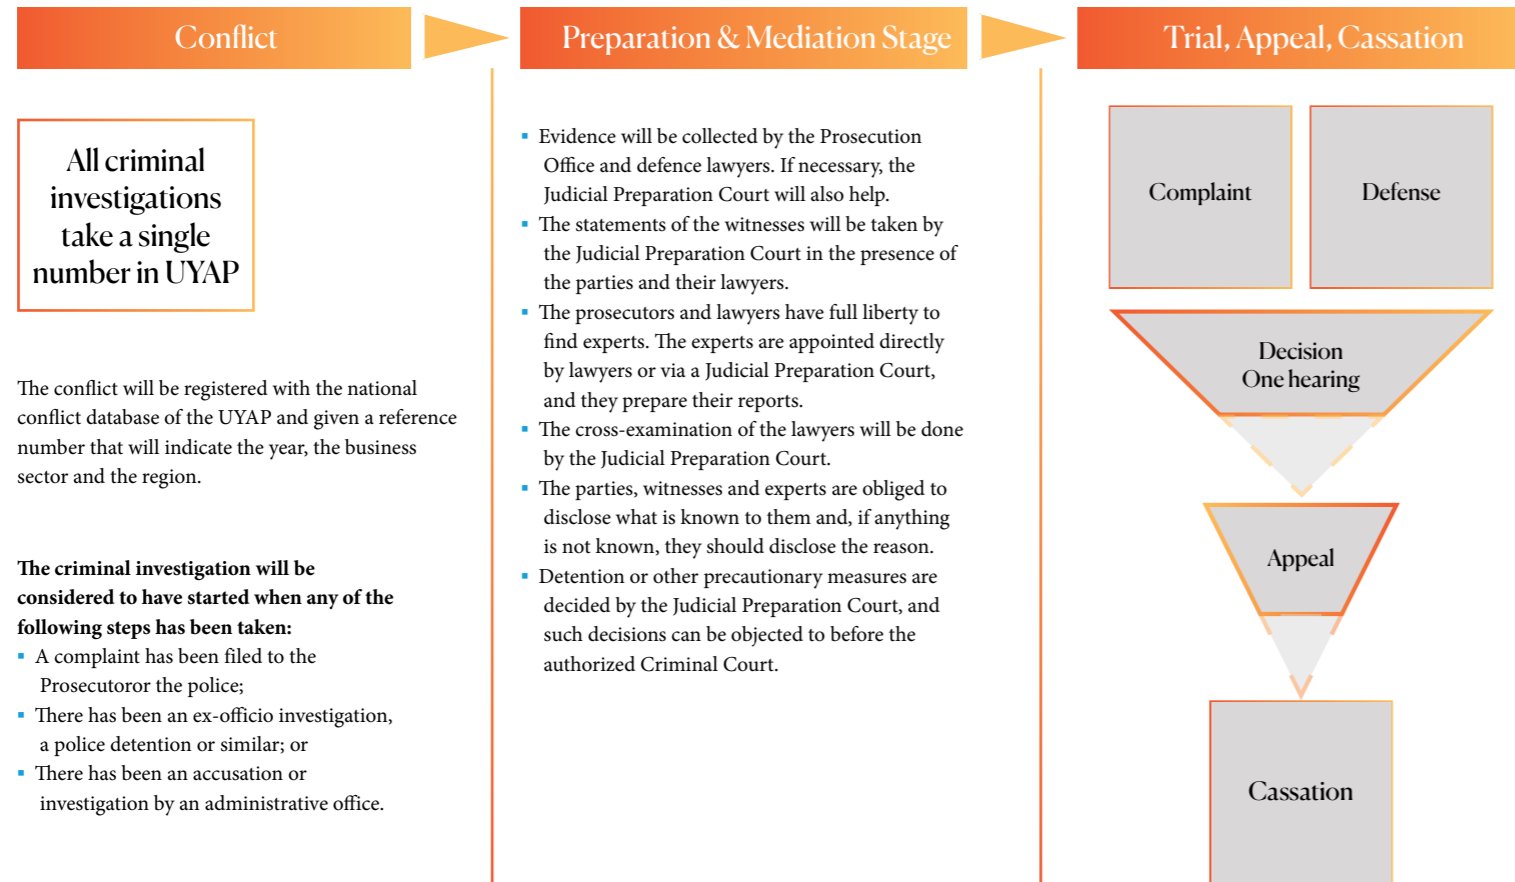 Conflict
Preparation & Mediation Stage
Trial, Appeal, Cassation
All criminal
investigations
take a single
number in UYAP
The conflict will be registered with the national
conflict database of the UYAP and given a reference
number that will indicate the year, the business
sector and the region.
The criminal investigation will be
considered to have started when any of the
following steps has been taken:
▪ A complaint has been filed to the
Prosecutoror the police;
▪ There has been an ex-officio investigation,
a police detention or similar; or
▪ There has been an accusation or
investigation by an administrative office.
▪ Evidence will be collected by the Prosecution
Office and defence lawyers. If necessary, the
Judicial Preparation Court will also help.
▪ The statements of the witnesses will be taken by
the Judicial Preparation Court in the presence of
the parties and their lawyers.
▪ The prosecutors and lawyers have full liberty to
find experts. The experts are appointed directly
by lawyers or via a Judicial Preparation Court,
and they prepare their reports.
▪ The cross-examination of the lawyers will be done
by the Judicial Preparation Court.
▪ The parties, witnesses and experts are obliged to
disclose what is known to them and, if anything
is not known, they should disclose the reason.
▪ Detention or other precautionary measures are
decided by the Judicial Preparation Court, and
such decisions can be objected to before the
authorized Criminal Court.
Complaint
Defense
Decision
One hearing
Appeal
Cassation